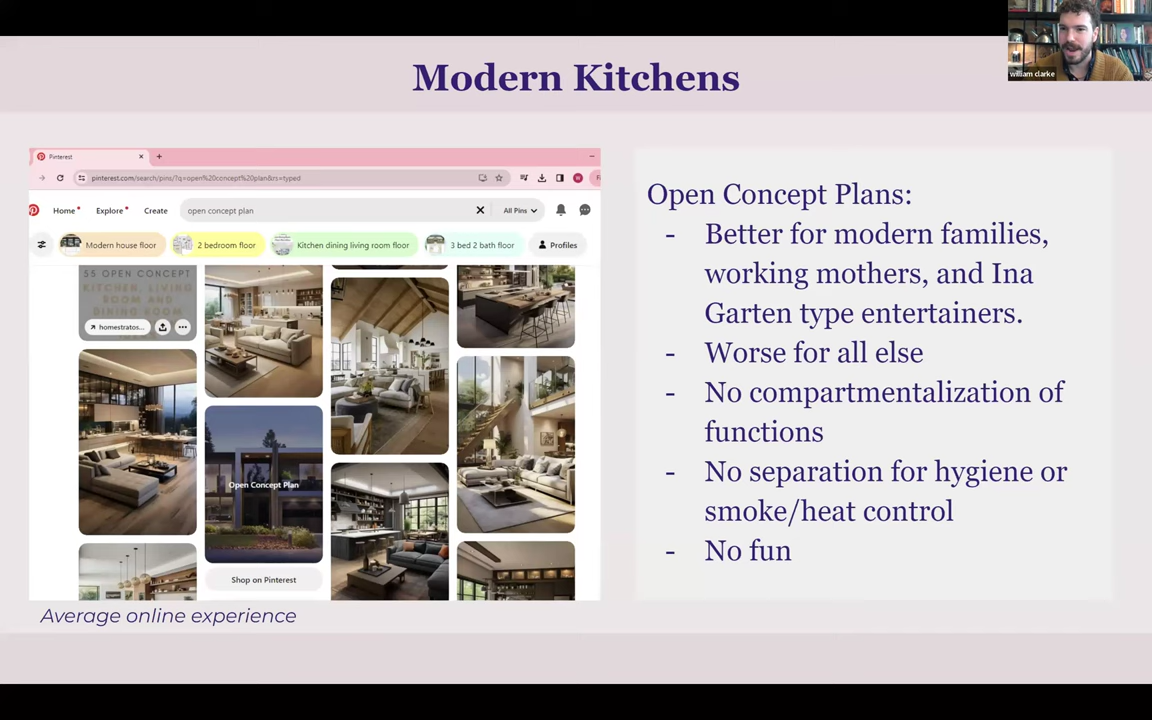 Modern Kitchens
william clarke
Pinterest
pinterest.com/search/pins/?q=open%20concept%20plan&rs=typed
Home
Explore
Create
open concept plan
All Pins
Modern house floor
2 bedroom floor
Kitchen dining living room floor
3 bed 2 bath floor
Profiles
55 OPEN CONCEPT
KITCHEN, LIVING
ROOM AND
DINING ROOM
homestratos...
Open Concept Plan
Shop on Pinterest
Average online experience
Open Concept Plans:
- Better for modern families,
working mothers, and Ina
Garten type entertainers.
- Worse for all else
- No compartmentalization of
functions
- No separation for hygiene or
smoke/heat control
- No fun